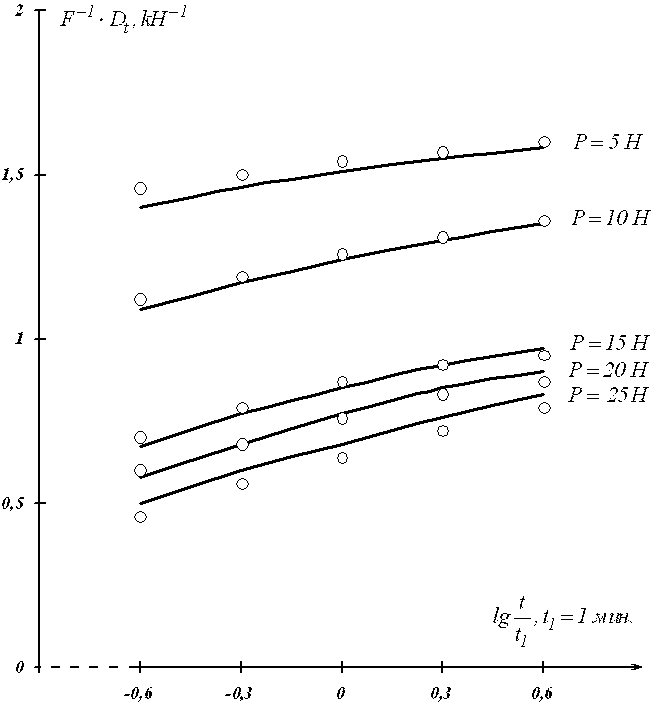 2
F⁻¹ · Dₜ, kH⁻¹
P = 5 H
1,5
P = 10 H
1
P = 15 H
P = 20 H
P = 25 H
0,5
lg t/t₁, t₁ = 1 мин.
0
-0,6 -0,3 0 0,3 0,6